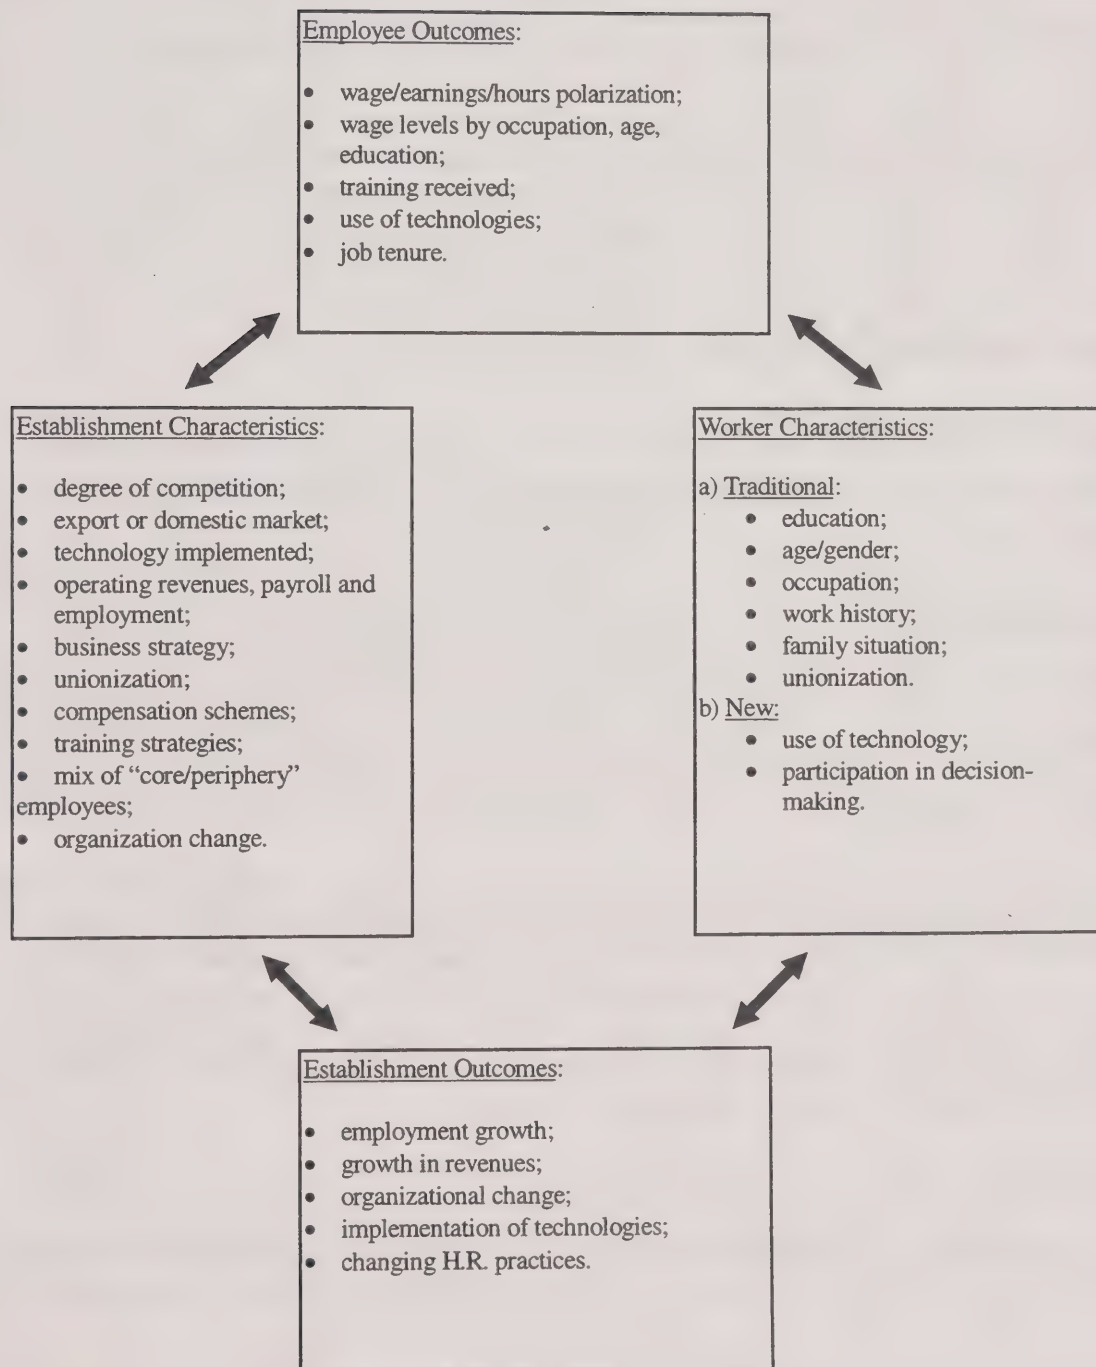 Employee Outcomes:
• wage/earnings/hours polarization;
• wage levels by occupation, age,
education;
• training received;
• use of technologies;
• job tenure.
Establishment Characteristics:
• degree of competition;
• export or domestic market;
• technology implemented;
• operating revenues, payroll and
employment;
• business strategy;
• unionization;
• compensation schemes;
• training strategies;
• mix of “core/periphery”
employees;
• organization change.
Worker Characteristics:
a) Traditional:
• education;
• age/gender;
• occupation;
• work history;
• family situation;
• unionization.
b) New:
• use of technology;
• participation in decision-
making.
Establishment Outcomes:
• employment growth;
• growth in revenues;
• organizational change;
• implementation of technologies;
• changing H.R. practices.